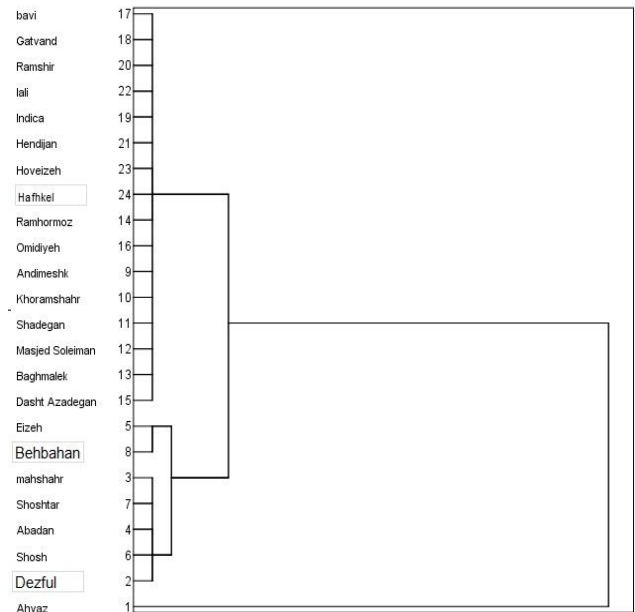 bavi 17
Gatvand 18
Ramshir 20
lali 22
Indica 19
Hendijan 21
Hoveizeh 23
Hafhkel 24
Ramhormoz 14
Omidiyeh 16
Andimeshk 9
Khoramshahr 10
Shadegan 11
Masjed Soleiman 12
Baghmalek 13
Dasht Azadegan 15
Eizeh 5
Behbahan 8
mahshahr 3
Shoshtar 7
Abadan 4
Shosh 6
Dezful 2
Ahvaz 1